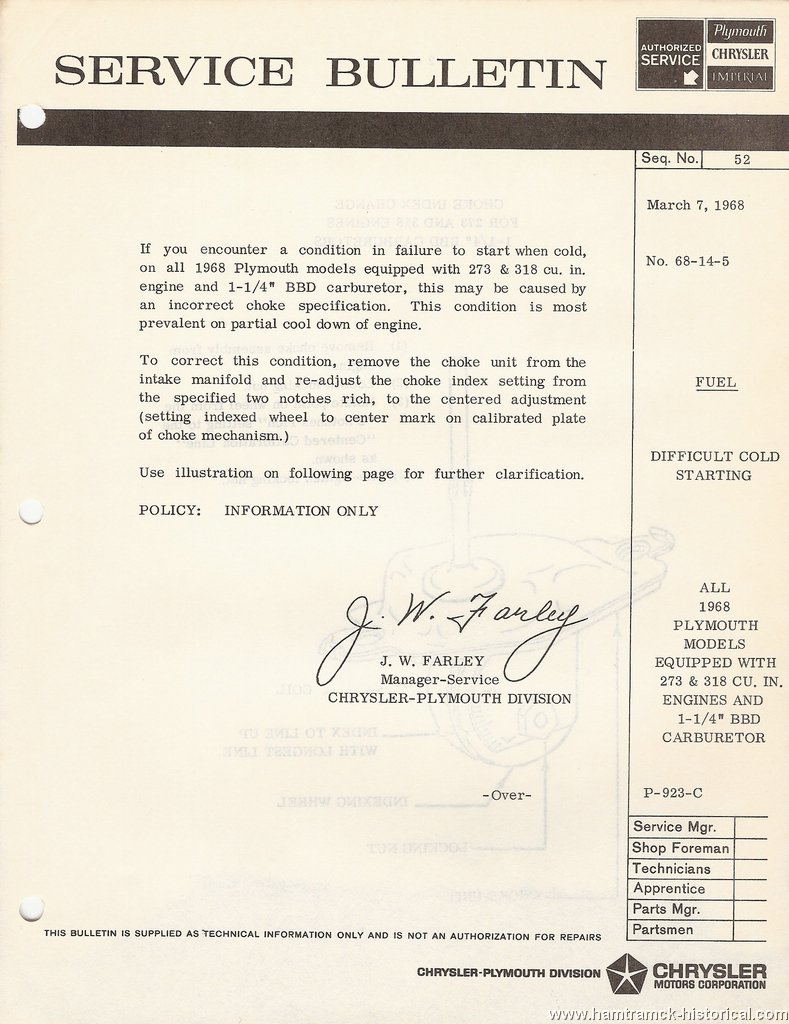 SERVICE BULLETIN
AUTHORIZED
SERVICE
Plymouth
CHRYSLER
IMPERIAL
Seq. No. 52
March 7, 1968
No. 68-14-5
If you encounter a condition in failure to start when cold,
on all 1968 Plymouth models equipped with 273 & 318 cu. in.
engine and 1-1/4" BBD carburetor, this may be caused by
an incorrect choke specification. This condition is most
prevalent on partial cool down of engine.
To correct this condition, remove the choke unit from the
intake manifold and re-adjust the choke index setting from
the specified two notches rich, to the centered adjustment
(setting indexed wheel to center mark on calibrated plate
of choke mechanism.)
Use illustration on following page for further clarification.
POLICY: INFORMATION ONLY
FUEL
DIFFICULT COLD
STARTING
ALL
1968
PLYMOUTH
MODELS
EQUIPPED WITH
273 & 318 CU. IN.
ENGINES AND
1-1/4" BBD
CARBURETOR
J. W. Farley
J. W. FARLEY
Manager-Service
CHRYSLER-PLYMOUTH DIVISION
-Over-
P-923-C
Service Mgr.
Shop Foreman
Technicians
Apprentice
Parts Mgr.
Partsmen
THIS BULLETIN IS SUPPLIED AS TECHNICAL INFORMATION ONLY AND IS NOT AN AUTHORIZATION FOR REPAIRS
CHRYSLER-PLYMOUTH DIVISION
CHRYSLER
MOTORS CORPORATION
www.hamtramck-historical.com